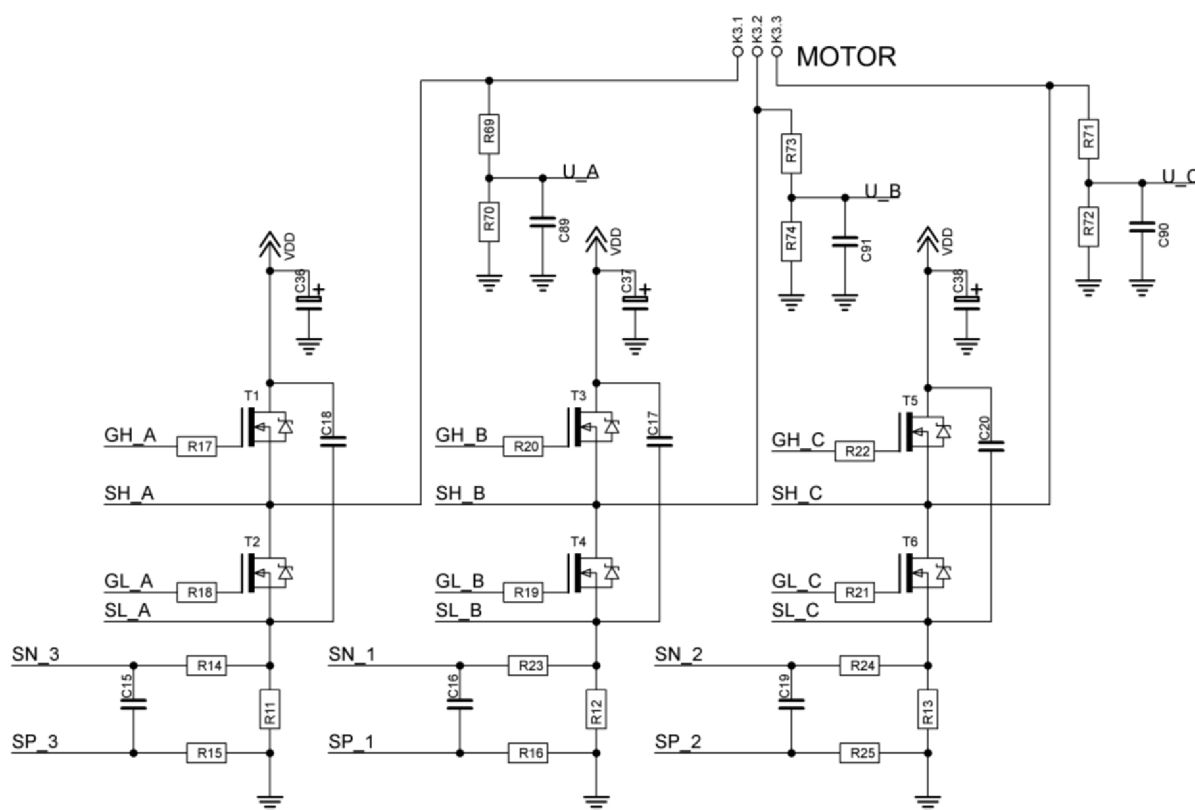 K3.1
K3.2
K3.3
MOTOR
R69
U_A
R70
C89
R73
U_B
R74
C91
R71
U_C
R72
C90
VDD
C36
+
VDD
C37
+
VDD
C38
+
T1
C18
GH_A
R17
SH_A
T2
GL_A
R18
SL_A
SN_3
R14
C15
R11
SP_3
R15
T3
C17
GH_B
R20
SH_B
T4
GL_B
R19
SL_B
SN_1
R23
C16
R12
SP_1
R16
T5
C20
GH_C
R22
SH_C
T6
GL_C
R21
SL_C
SN_2
R24
C19
R13
SP_2
R25